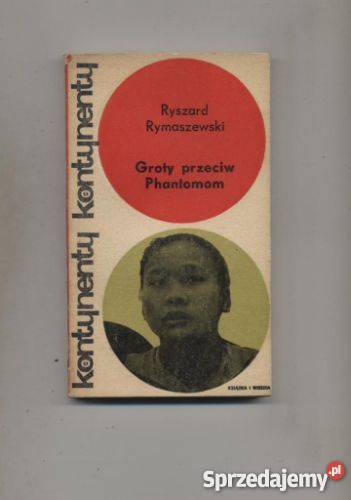 kontynenty kontynenty
Ryszard
Rymaszewski
Groty przeciw
Phantomom
KSIĄŻKA I WIEDZA
Sprzedajemy.pl